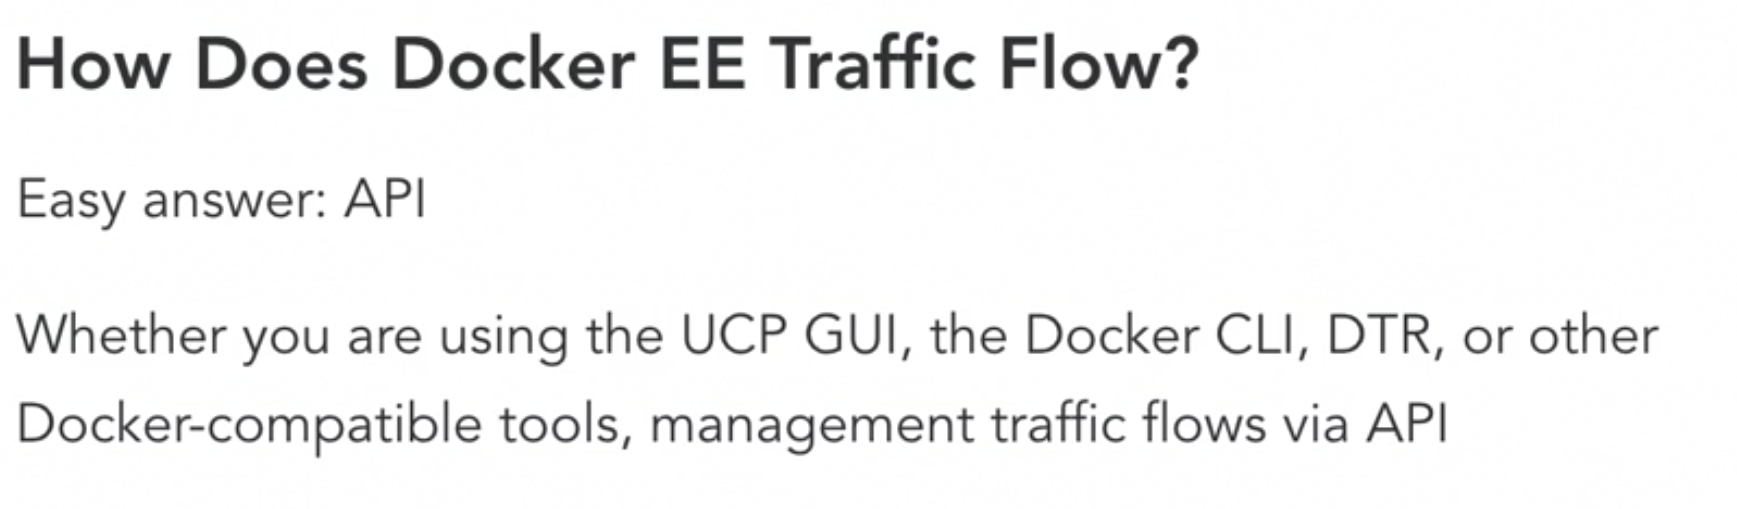 How Does Docker EE Traffic Flow?
Easy answer: API
Whether you are using the UCP GUI, the Docker CLI, DTR, or other
Docker-compatible tools, management traffic flows via API